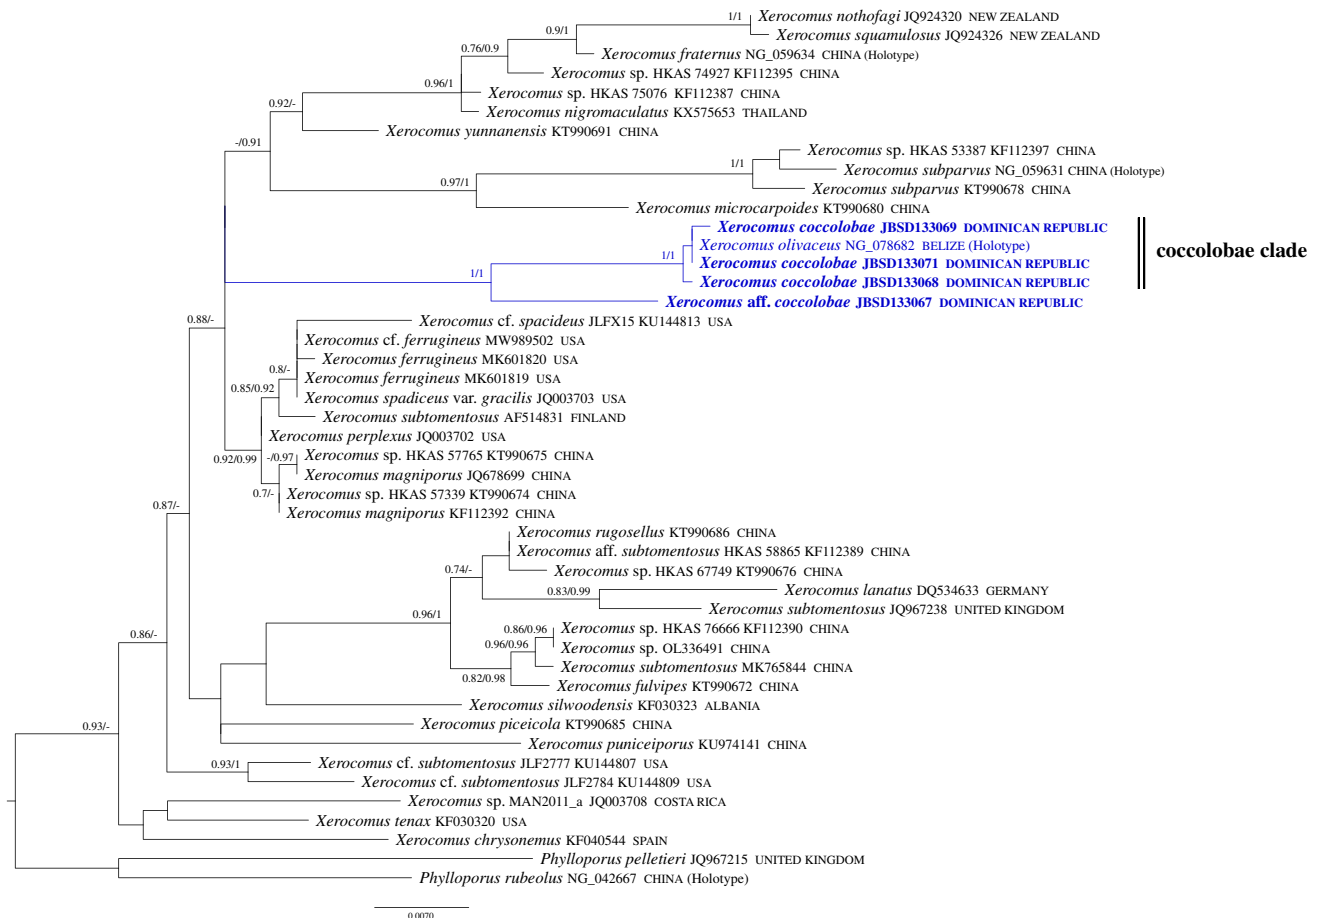 1/1
Xerocomus nothofagi JQ924320 NEW ZEALAND
Xerocomus squamulosus JQ924326 NEW ZEALAND
0.9/1
0.76/0.9
Xerocomus fraternus NG_059634 CHINA (Holotype)
Xerocomus sp. HKAS 74927 KF112395 CHINA
0.96/1
Xerocomus sp. HKAS 75076 KF112387 CHINA
0.92/-
Xerocomus nigromaculatus KX575653 THAILAND
Xerocomus yunnanensis KT990691 CHINA
-/0.91
Xerocomus sp. HKAS 53387 KF112397 CHINA
1/1
Xerocomus subparvus NG_059631 CHINA (Holotype)
0.97/1
Xerocomus subparvus KT990678 CHINA
Xerocomus microcarpoides KT990680 CHINA
Xerocomus coccolobae JBSD133069 DOMINICAN REPUBLIC
Xerocomus olivaceus NG_078682 BELIZE (Holotype)
coccolobae clade
1/1
Xerocomus coccolobae JBSD133071 DOMINICAN REPUBLIC
1/1
Xerocomus coccolobae JBSD133068 DOMINICAN REPUBLIC
Xerocomus aff. coccolobae JBSD133067 DOMINICAN REPUBLIC
0.88/-
Xerocomus cf. spacideus JLFX15 KU144813 USA
Xerocomus cf. ferrugineus MW989502 USA
Xerocomus ferrugineus MK601820 USA
0.8/-
Xerocomus ferrugineus MK601819 USA
0.85/0.92
Xerocomus spadiceus var. gracilis JQ003703 USA
Xerocomus subtomentosus AF514831 FINLAND
Xerocomus perplexus JQ003702 USA
0.92/0.99
-/0.97
Xerocomus sp. HKAS 57765 KT990675 CHINA
Xerocomus magniporus JQ678699 CHINA
0.7/-
Xerocomus sp. HKAS 57339 KT990674 CHINA
0.87/-
Xerocomus magniporus KF112392 CHINA
Xerocomus rugosellus KT990686 CHINA
Xerocomus aff. subtomentosus HKAS 58865 KF112389 CHINA
0.74/-
Xerocomus sp. HKAS 67749 KT990676 CHINA
0.83/0.99
Xerocomus lanatus DQ534633 GERMANY
Xerocomus subtomentosus JQ967238 UNITED KINGDOM
0.96/1
0.86/0.96
Xerocomus sp. HKAS 76666 KF112390 CHINA
0.86/-
0.96/0.96
Xerocomus sp. OL336491 CHINA
Xerocomus subtomentosus MK765844 CHINA
0.82/0.98
Xerocomus fulvipes KT990672 CHINA
Xerocomus silwoodensis KF030323 ALBANIA
0.93/-
Xerocomus piceicola KT990685 CHINA
Xerocomus puniceiporus KU974141 CHINA
0.93/1
Xerocomus cf. subtomentosus JLF2777 KU144807 USA
Xerocomus cf. subtomentosus JLF2784 KU144809 USA
Xerocomus sp. MAN2011_a JQ003708 COSTA RICA
Xerocomus tenax KF030320 USA
Xerocomus chrysonemus KF040544 SPAIN
Phylloporus pelletieri JQ967215 UNITED KINGDOM
Phylloporus rubeolus NG_042667 CHINA (Holotype)
0.0070